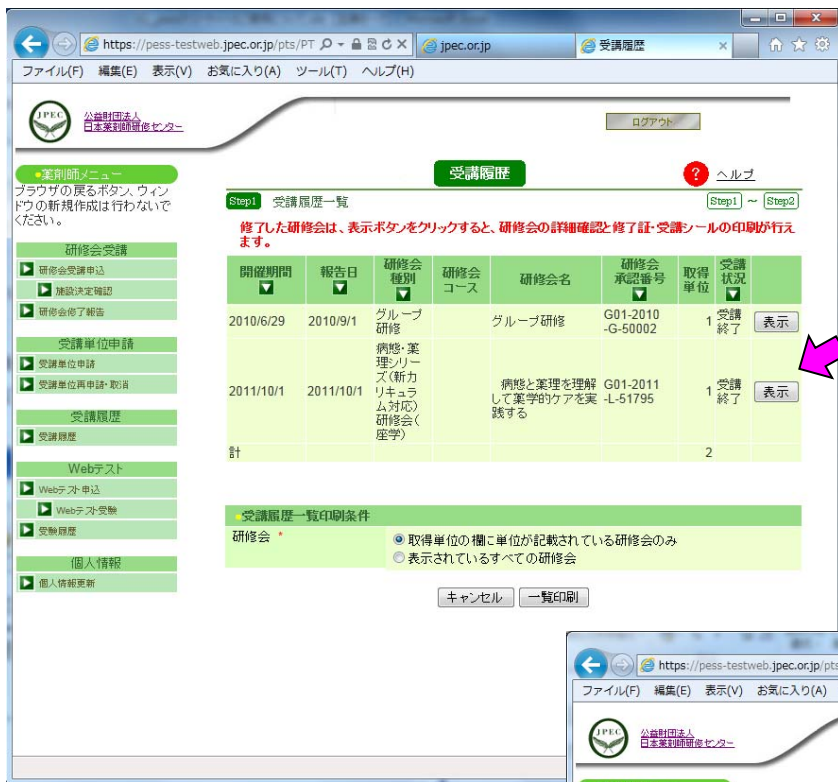 https://pess-testweb.jpec.or.jp/pts/PT
jpec.or.jp
受講履歴
ファイル(F) 編集(E) 表示(V) お気に入り(A) ツール(T) ヘルプ(H)
JPEC
公益財団法人
日本薬剤師研修センター
ログアウト
薬剤師メニュー
ブラウザの戻るボタン、ウィン
ドウの新規作成は行わないで
ください。
研修会受講
研修会受講申込
施設決定確認
研修会修了報告
受講単位申請
受講単位申請
受講単位再申請・取消
受講履歴
受講履歴
Webテスト
Webテスト申込
Webテスト受験
受験履歴
個人情報
個人情報更新
受講履歴
? ヘルプ
Step1 受講履歴一覧
Step1 ~ Step2
修了した研修会は、表示ボタンをクリックすると、研修会の詳細確認と修了証・受講シールの印刷が行え
ます。
開催期間 報告日 研修会種別 研修会コース 研修会名 研修会承認番号 取得単位 受講状況
2010/6/29 2010/9/1 グループ研修 グループ研修 G01-2010-G-50002 1 受講終了 表示
2011/10/1 2011/10/1 病態・薬理シリーズ(新カリキュラム対応)研修会(座学) 病態と薬理を理解して薬学的ケアを実践する G01-2011-L-51795 1 受講終了 表示
計 2
受講履歴一覧印刷条件
研修会 *
取得単位の欄に単位が記載されている研修会のみ
表示されているすべての研修会
キャンセル 一覧印刷
https://pess-testweb.jpec.or.jp/pts
ファイル(F) 編集(E) 表示(V) お気に入り(A)
JPEC
公益財団法人
日本薬剤師研修センター